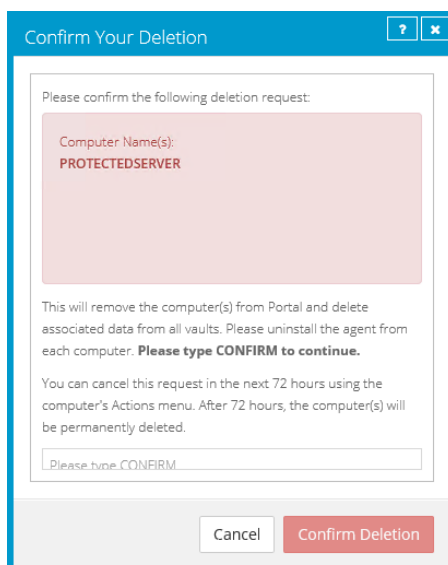 Confirm Your Deletion
?
×
Please confirm the following deletion request:
Computer Name(s):
PROTECTEDSERVER
This will remove the computer(s) from Portal and delete
associated data from all vaults. Please uninstall the agent from
each computer. Please type CONFIRM to continue.
You can cancel this request in the next 72 hours using the
computer's Actions menu. After 72 hours, the computer(s) will
be permanently deleted.
Please type CONFIRM
Cancel
Confirm Deletion